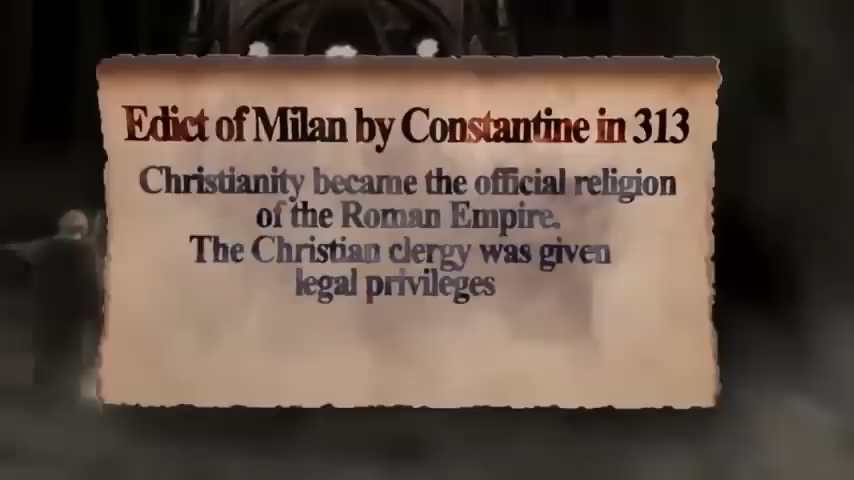 Edict of Milan by Constantine in 313
Christianity became the official religion
of the Roman Empire.
The Christian clergy was given
legal privileges